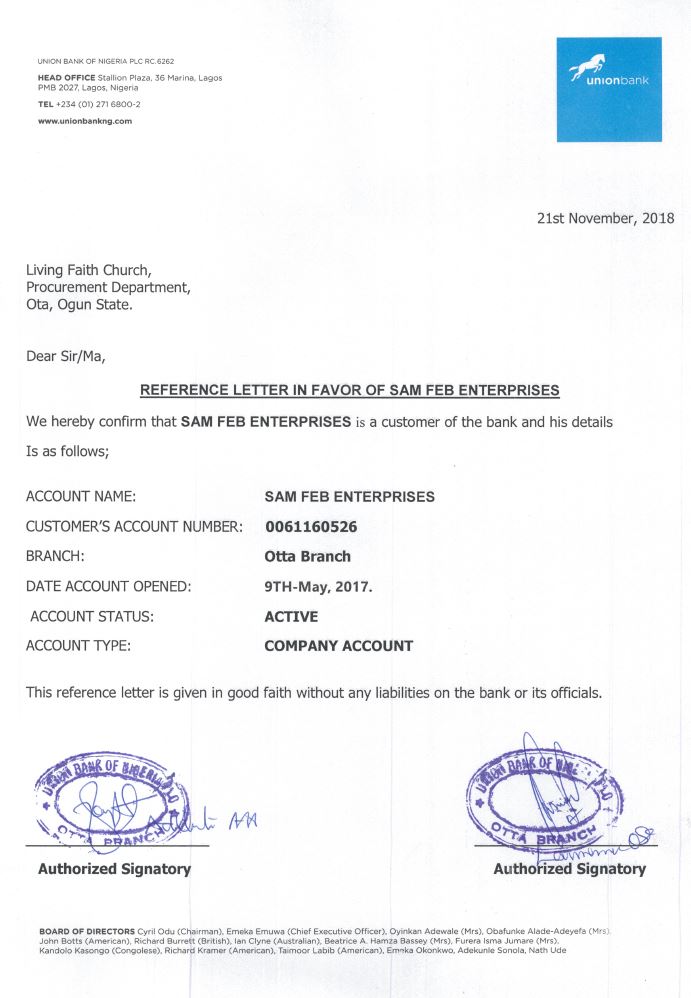 UNION BANK OF NIGERIA PLC RC.6262
HEAD OFFICE Stallion Plaza, 36 Marina, Lagos
PMB 2027, Lagos, Nigeria
TEL +234 (01) 271 6800-2
www.unionbankng.com
unionbank
21st November, 2018
Living Faith Church,
Procurement Department,
Ota, Ogun State.
Dear Sir/Ma,
REFERENCE LETTER IN FAVOR OF SAM FEB ENTERPRISES
We hereby confirm that SAM FEB ENTERPRISES is a customer of the bank and his details
Is as follows;
ACCOUNT NAME: SAM FEB ENTERPRISES
CUSTOMER'S ACCOUNT NUMBER: 0061160526
BRANCH: Otta Branch
DATE ACCOUNT OPENED: 9TH-May, 2017.
ACCOUNT STATUS: ACTIVE
ACCOUNT TYPE: COMPANY ACCOUNT
This reference letter is given in good faith without any liabilities on the bank or its officials.
UNION BANK OF NIGERIA PLC
OTTA BRANCH
AA
UNION BANK OF
OTTA BRANCH
Authorized Signatory
Authorized Signatory
BOARD OF DIRECTORS Cyril Odu (Chairman), Emeka Emuwa (Chief Executive Officer), Oyinkan Adewale (Mrs), Obafunke Alade-Adeyefa (Mrs),
John Botts (American), Richard Burrett (British), Ian Clyne (Australian), Beatrice A. Hamza Bassey (Mrs), Furera Isma Jumare (Mrs),
Kandolo Kasongo (Congolese), Richard Kramer (American), Taimoor Labib (American), Emeka Okonkwo, Adekunle Sonola, Nath Ude